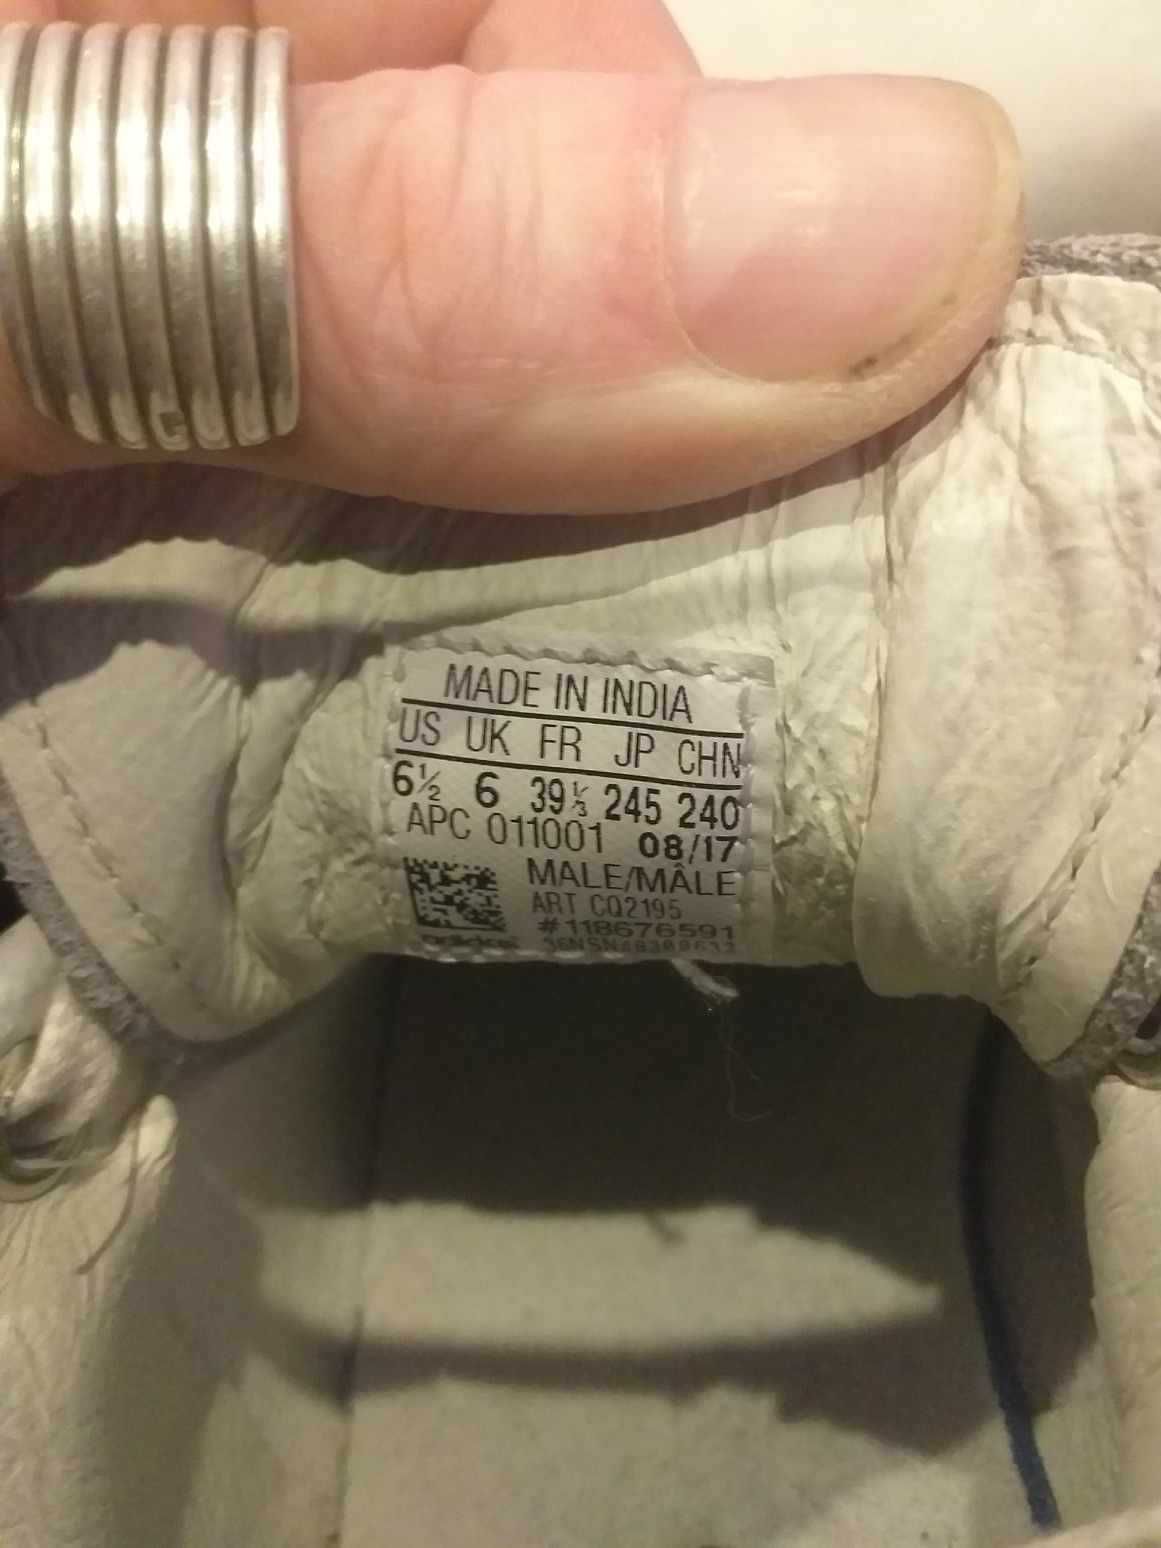 MADE IN INDIA
US UK FR JP CHN
6½ 6 39⅓ 245 240
APC 011001 08/17
MALE/MÂLE
ART CQ2195
#118676591
adidas